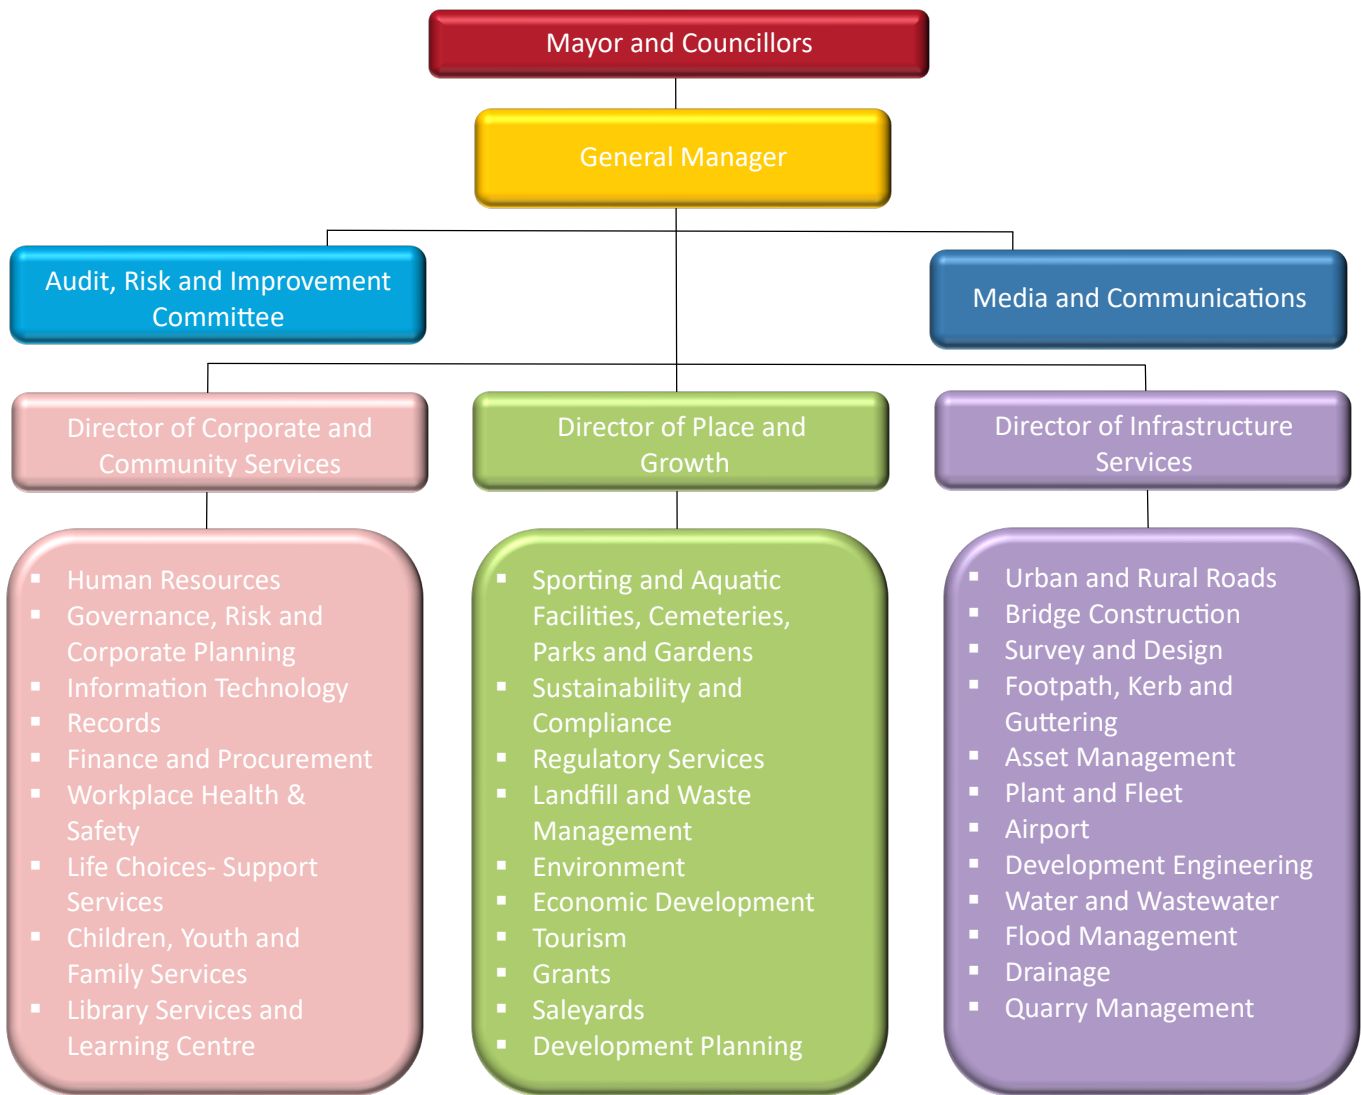 Mayor and Councillors
General Manager
Audit, Risk and Improvement
Committee
Media and Communications
Director of Corporate and
Community Services
Director of Place and
Growth
Director of Infrastructure
Services
▪ Human Resources
▪ Governance, Risk and
Corporate Planning
▪ Information Technology
▪ Records
▪ Finance and Procurement
▪ Workplace Health &
Safety
▪ Life Choices- Support
Services
▪ Children, Youth and
Family Services
▪ Library Services and
Learning Centre
▪ Sporting and Aquatic
Facilities, Cemeteries,
Parks and Gardens
▪ Sustainability and
Compliance
▪ Regulatory Services
▪ Landfill and Waste
Management
▪ Environment
▪ Economic Development
▪ Tourism
▪ Grants
▪ Saleyards
▪ Development Planning
▪ Urban and Rural Roads
▪ Bridge Construction
▪ Survey and Design
▪ Footpath, Kerb and
Guttering
▪ Asset Management
▪ Plant and Fleet
▪ Airport
▪ Development Engineering
▪ Water and Wastewater
▪ Flood Management
▪ Drainage
▪ Quarry Management